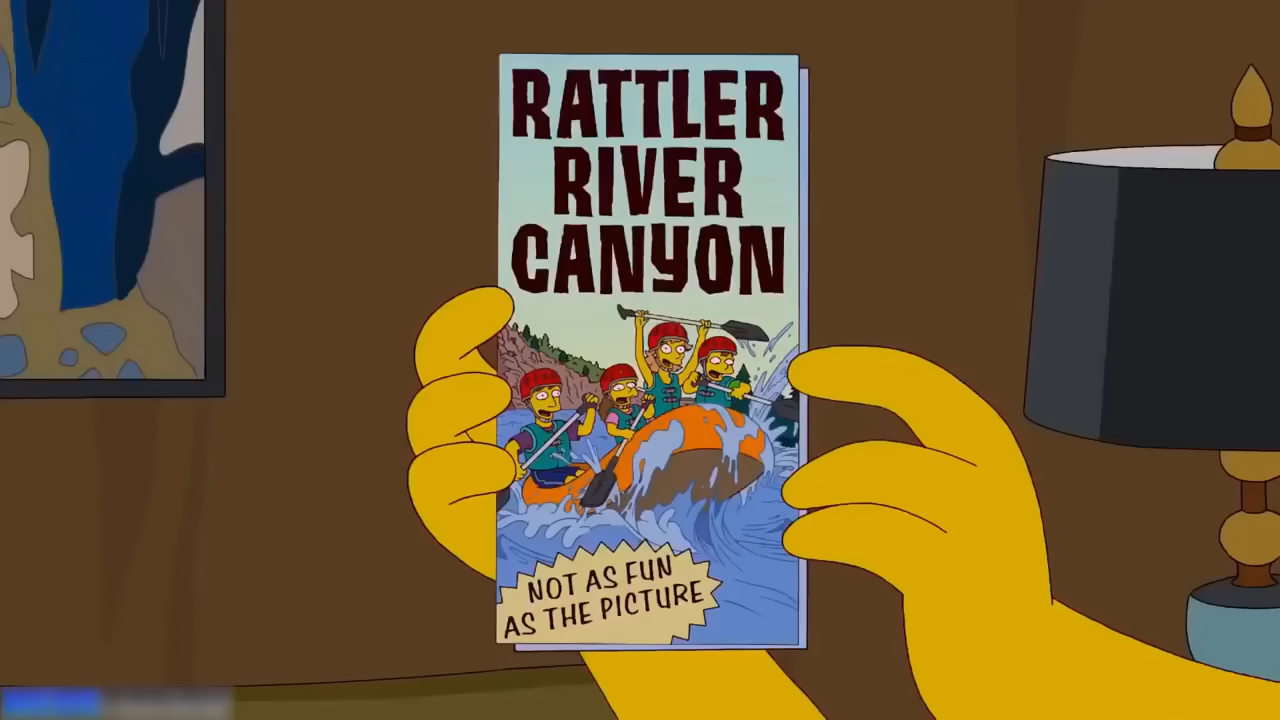 RATTLER
RIVER
CANYON
NOT AS FUN
AS THE PICTURE